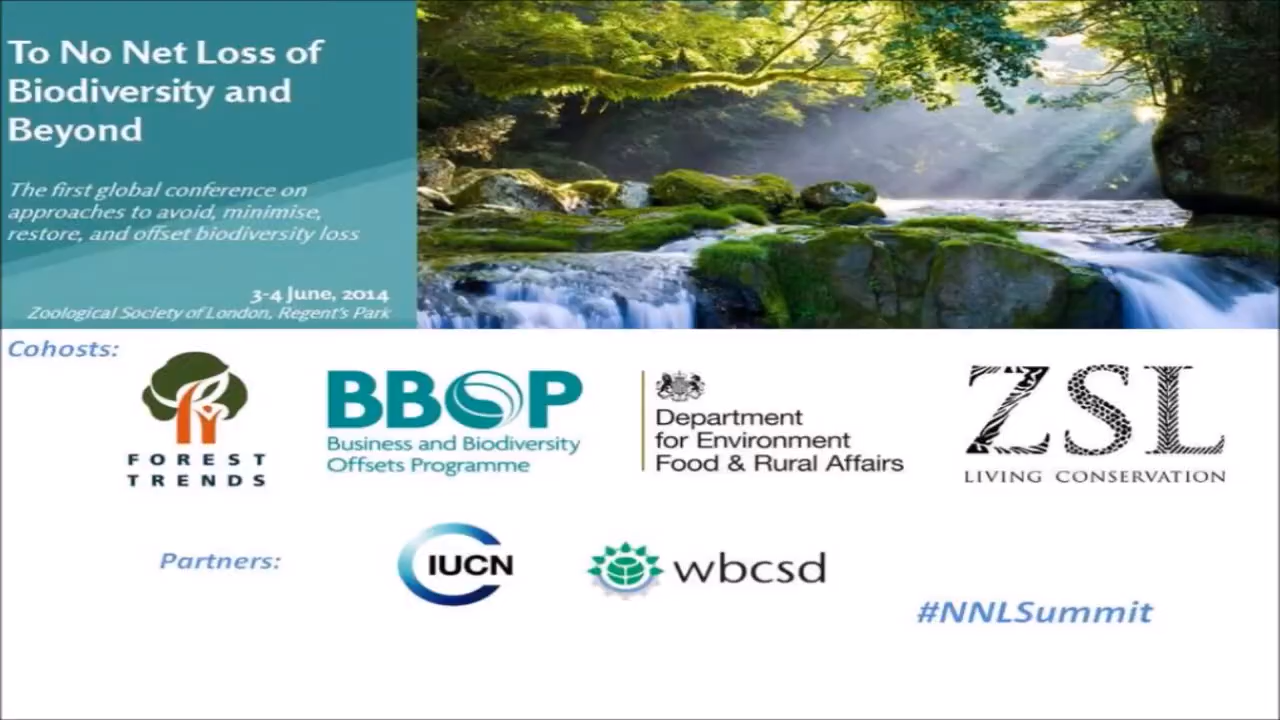 To No Net Loss of
Biodiversity and
Beyond
The first global conference on
approaches to avoid, minimise,
restore, and offset biodiversity loss
3-4 June, 2014
Zoological Society of London, Regent's Park
Cohosts:
FOREST
TRENDS
BBOP
Business and Biodiversity
Offsets Programme
Department
for Environment
Food & Rural Affairs
ZSL
LIVING CONSERVATION
Partners:
IUCN
wbcsd
#NNLSummit